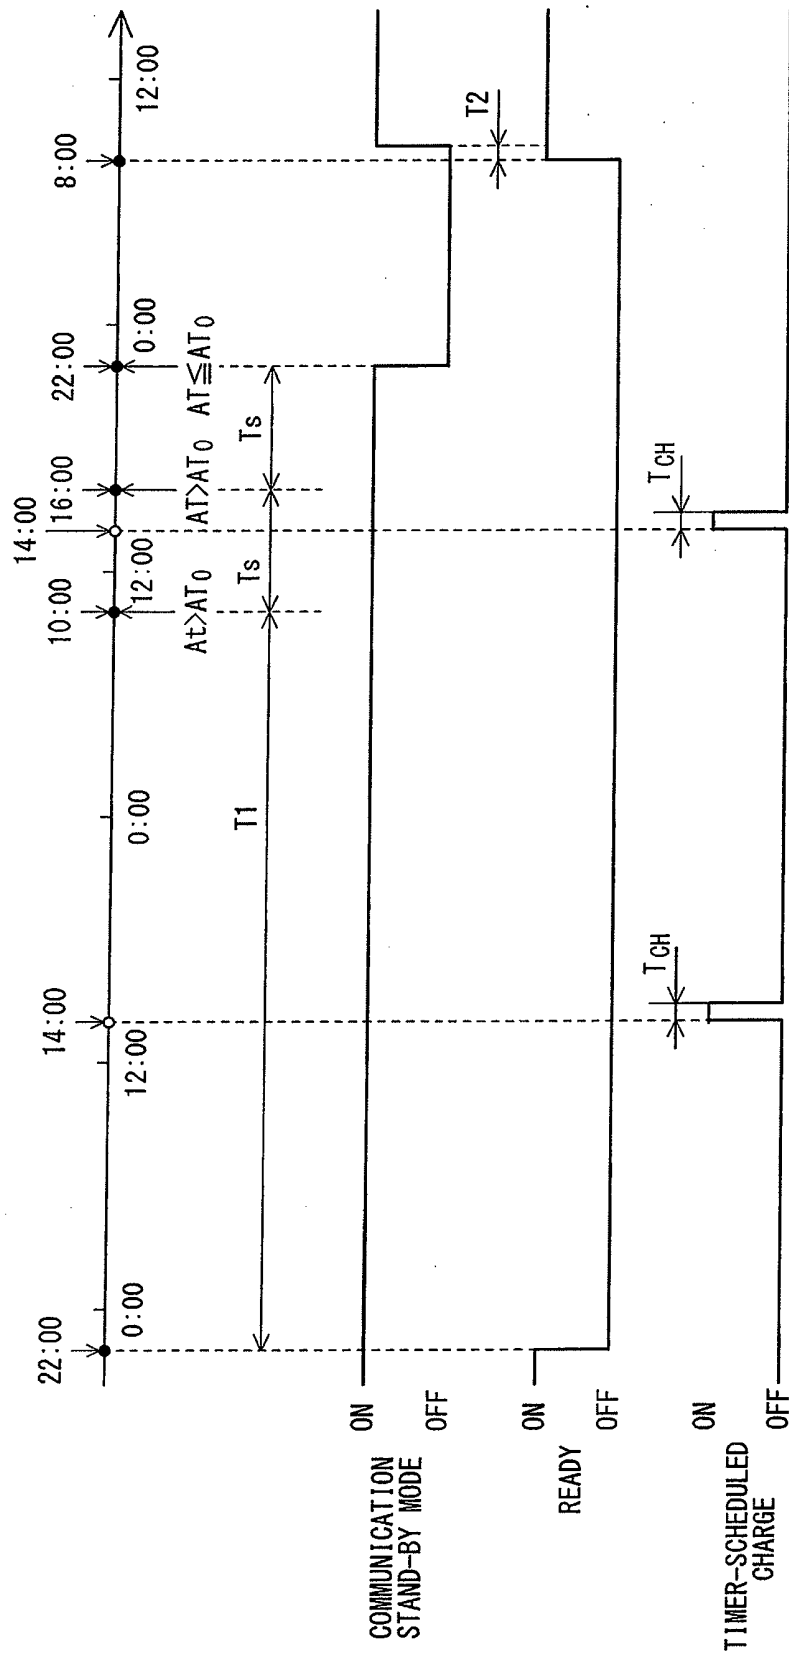 22:00
14:00
10:00
14:00
16:00
22:00
8:00
0:00
12:00
0:00
12:00
0:00
12:00
At>AT0
AT>AT0
AT≦AT0
T1
Ts
Ts
COMMUNICATION
STAND-BY MODE
ON
OFF
T2
READY
ON
OFF
TCH
TCH
TIMER-SCHEDULED
CHARGE
ON
OFF